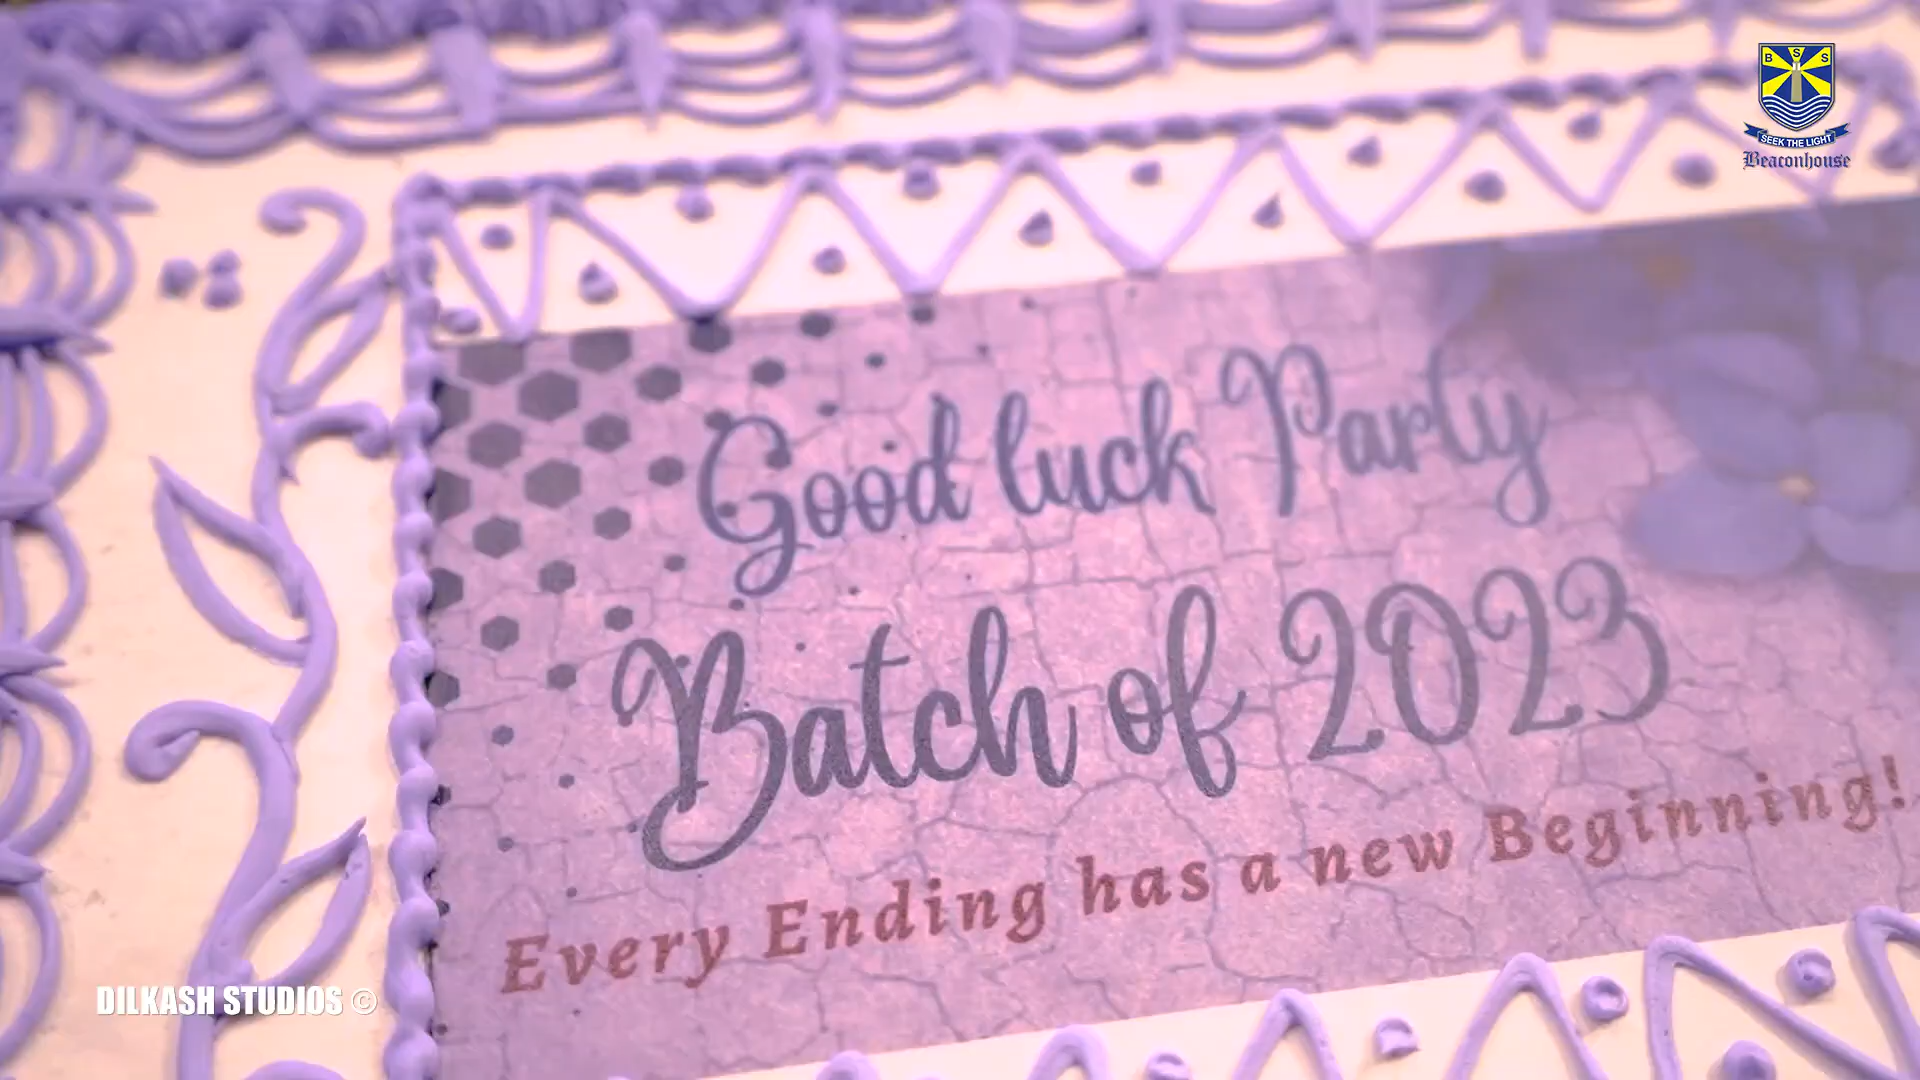 B S S
SEEK THE LIGHT
Beaconhouse
Good luck Party
Batch of 2023
Every Ending has a new Beginning!
DILKASH STUDIOS ©